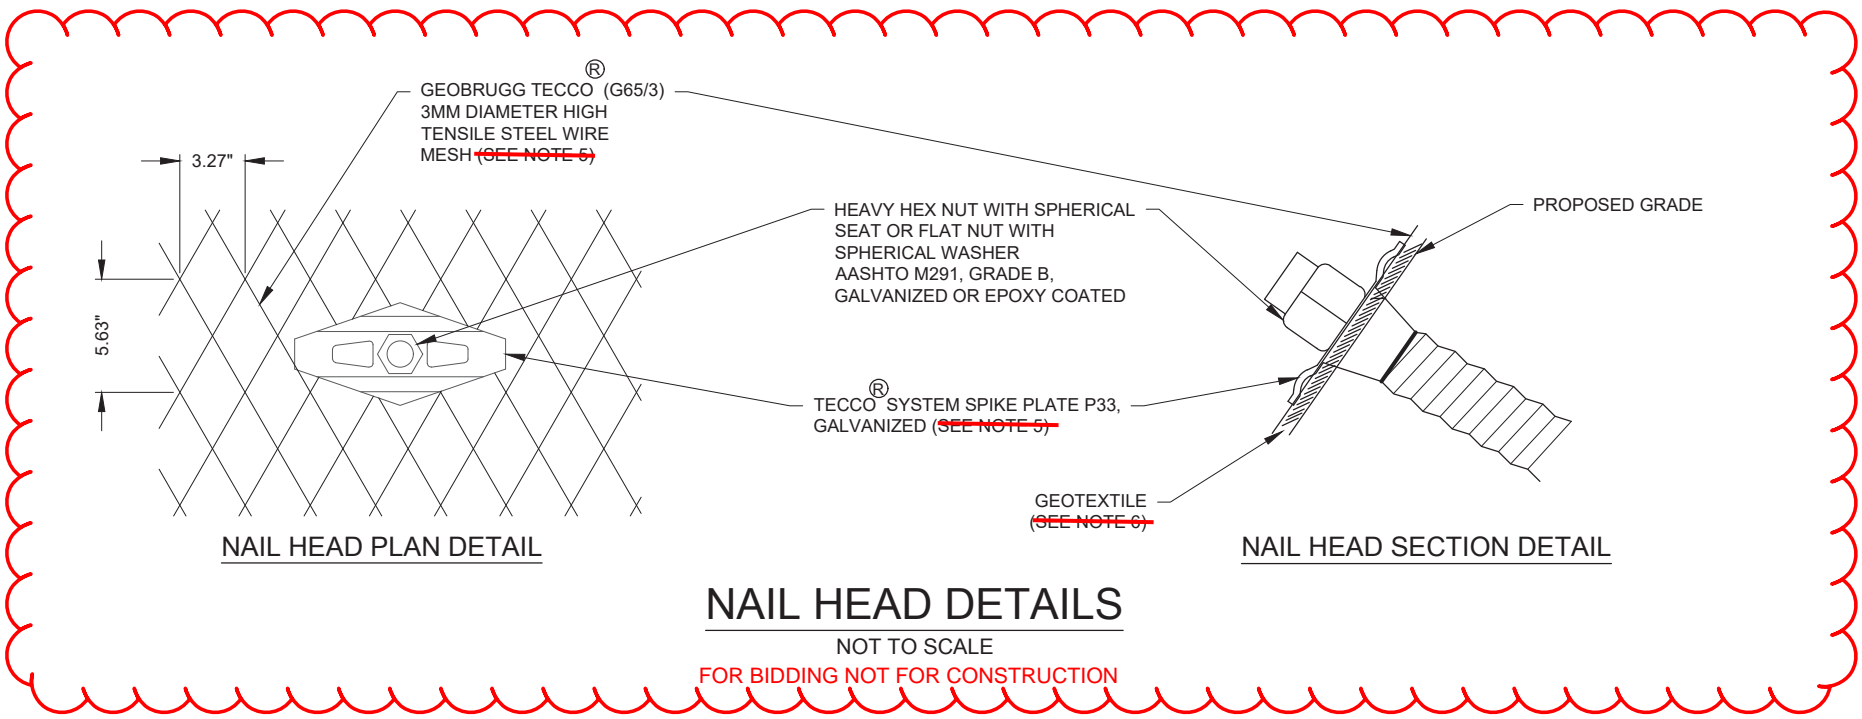 GEOBRUGG TECCO® (G65/3)
3MM DIAMETER HIGH
TENSILE STEEL WIRE
MESH (SEE NOTE 5)
3.27"
5.63"
HEAVY HEX NUT WITH SPHERICAL
SEAT OR FLAT NUT WITH
SPHERICAL WASHER
AASHTO M291, GRADE B,
GALVANIZED OR EPOXY COATED
PROPOSED GRADE
TECCO® SYSTEM SPIKE PLATE P33,
GALVANIZED (SEE NOTE 5)
GEOTEXTILE
(SEE NOTE 6)
NAIL HEAD PLAN DETAIL
NAIL HEAD SECTION DETAIL
NAIL HEAD DETAILS
NOT TO SCALE
FOR BIDDING NOT FOR CONSTRUCTION